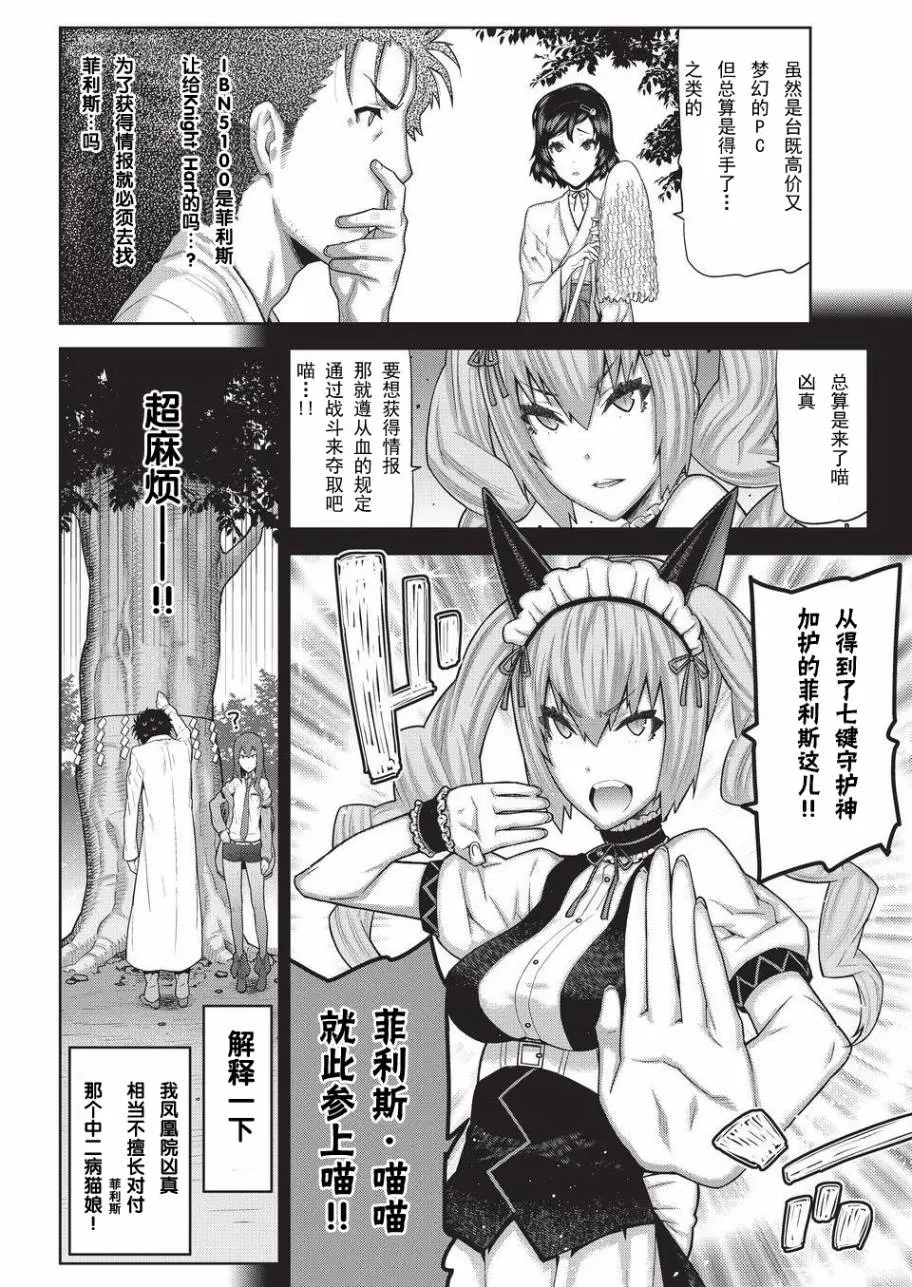 虽然是台既高价又
梦幻的PC
但总算是得手了…
之类的
IBN5100是菲利斯
让给Knight Hart的吗…？
为了获得情报就必须去找
菲利斯…吗
总算是来了喵
凶真
要想获得情报
那就遵从血的规定
通过战斗来夺取吧
喵…!!
从得到了七键守护神
加护的菲利斯这儿!!
ドン
菲利斯·喵喵
就此参上喵!!
超麻烦——!!
?
解释一下
我凤凰院凶真
相当不擅长对付
那个中二病猫娘！
菲利斯